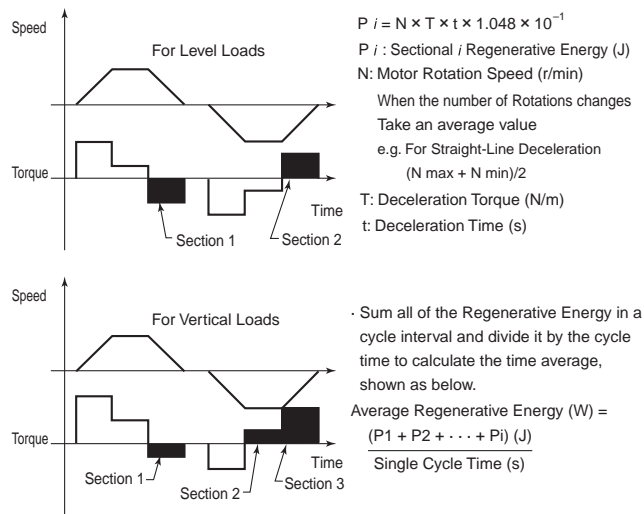 Speed
For Level Loads
Torque
Time
Section 1
Section 2
P i = N × T × t × 1.048 × 10⁻¹
P i : Sectional i Regenerative Energy (J)
N: Motor Rotation Speed (r/min)
When the number of Rotations changes
Take an average value
e.g. For Straight-Line Deceleration
(N max + N min)/2
T: Deceleration Torque (N/m)
t: Deceleration Time (s)
Speed
For Vertical Loads
Torque
Time
Section 1
Section 2
Section 3
· Sum all of the Regenerative Energy in a
cycle interval and divide it by the cycle
time to calculate the time average,
shown as below.
Average Regenerative Energy (W) =
(P1 + P2 + · · · + Pi) (J)
Single Cycle Time (s)